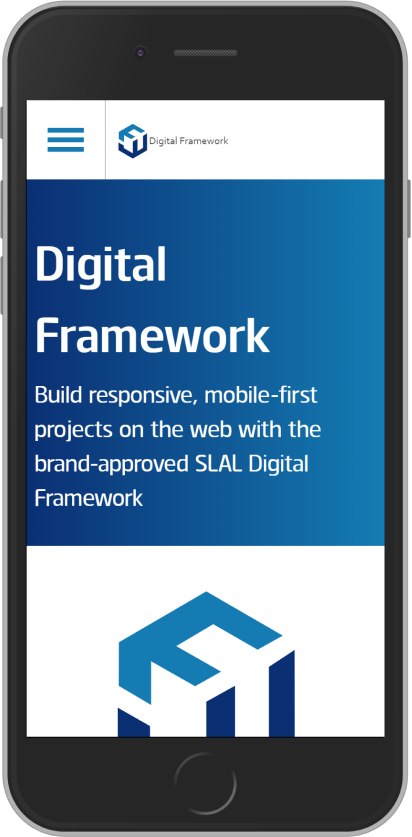 Digital Framework
Digital
Framework
Build responsive, mobile-first
projects on the web with the
brand-approved SLAL Digital
Framework